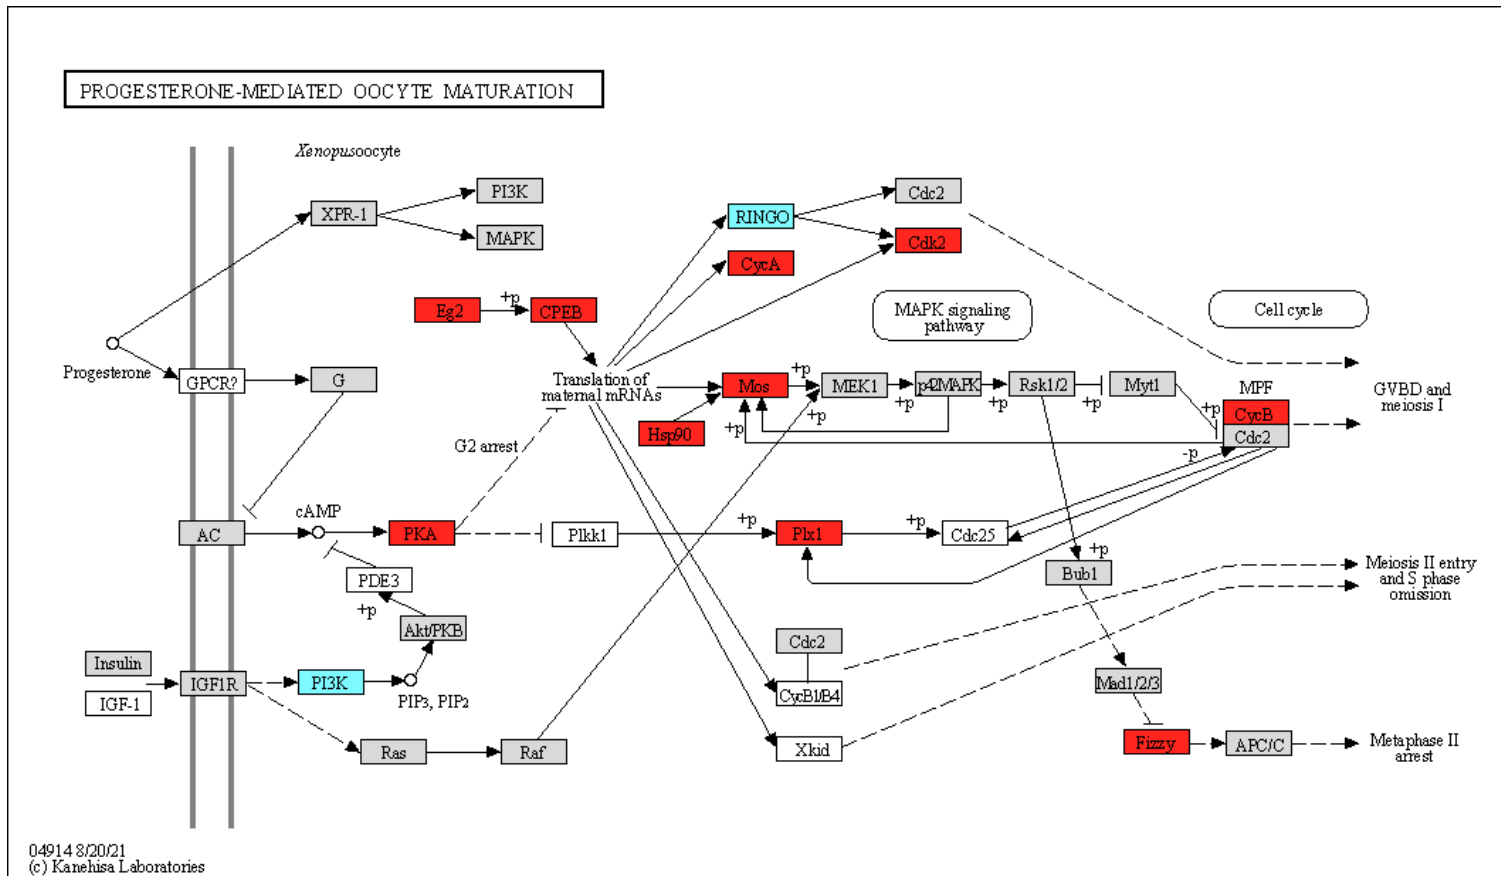 PROGESTERONE-MEDIATED OOCYTE MATURATION
Xenopusoocyte
PI3K
XPR-1
MAPK
RINGO
Cdc2
Cdk2
CycA
Eg2
+p
CPEB
MAPK signaling
pathway
Cell cycle
Progesterone
GPCR?
G
Translation of
maternal mRNAs
Mos
+p
MEK1
+p
p42MAPK
+p
Rsk1/2
+p
Myt1
MPF
+p
CycB
Cdc2
GVBD and
meiosis I
Hsp90
+p
+p
+p
-p
G2 arrest
cAMP
AC
PKA
Plkk1
+p
Plx1
+p
Cdc25
+p
Bub1
PDE3
+p
Akt/PKB
Meiosis II entry
and S phase
omission
Insulin
IGF-1
IGF1R
PI3K
PIP3, PIP2
Cdc2
CycB1/B4
Mad1/2/3
Ras
Raf
Xkid
Fizzy
APC/C
Metaphase II
arrest
04914 8/20/21
(c) Kanehisa Laboratories